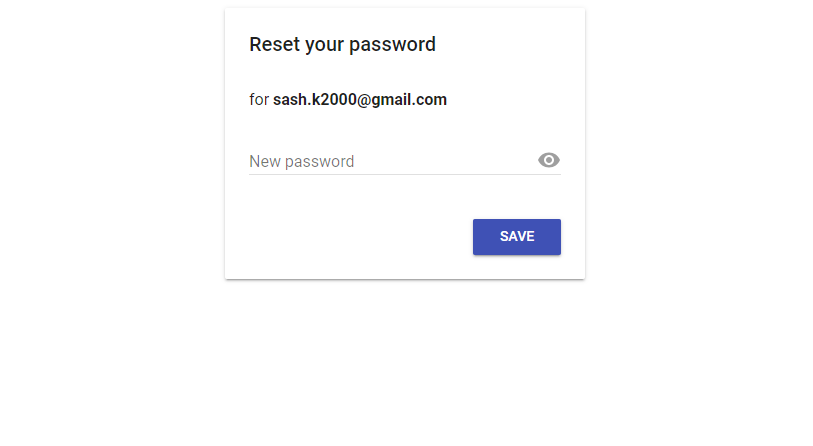 Reset your password
for sash.k2000@gmail.com
New password
SAVE